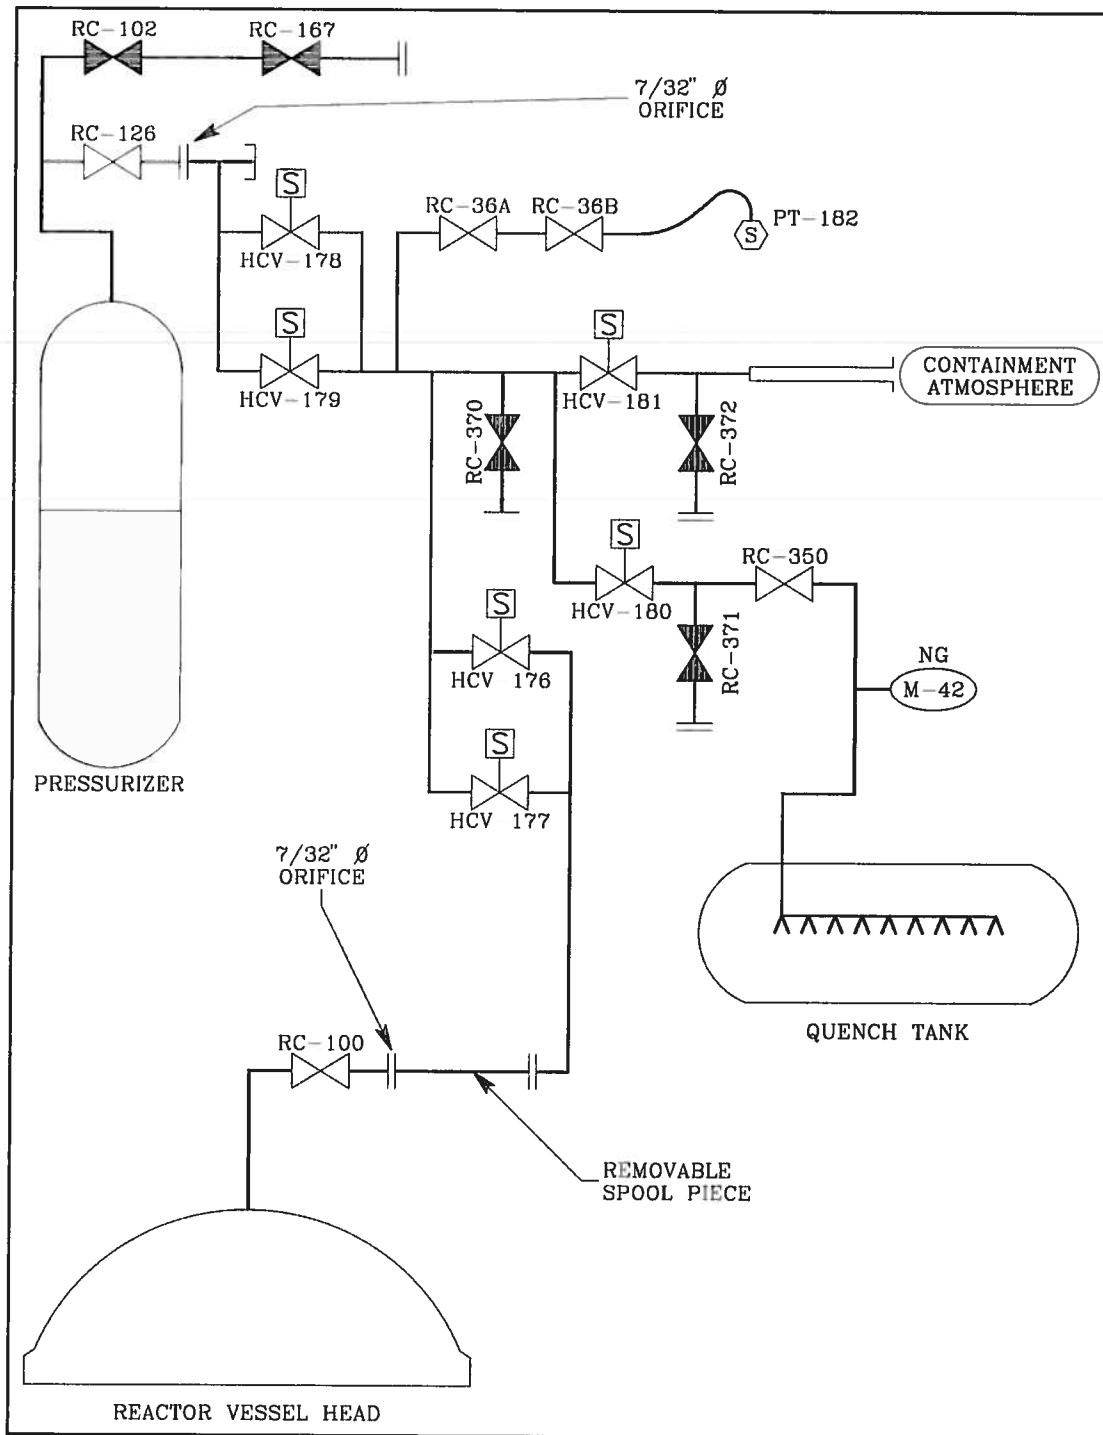 RC-102
RC-167
7/32" Ø
ORIFICE
RC-126
S
HCV-178
RC-36A
RC-36B
S
PT-182
S
HCV-179
S
HCV-181
CONTAINMENT
ATMOSPHERE
RC-370
RC-372
S
HCV-180
RC-350
RC-371
S
HCV 176
NG
M-42
S
HCV 177
PRESSURIZER
7/32" Ø
ORIFICE
QUENCH TANK
RC-100
REMOVABLE
SPOOL PIECE
REACTOR VESSEL HEAD